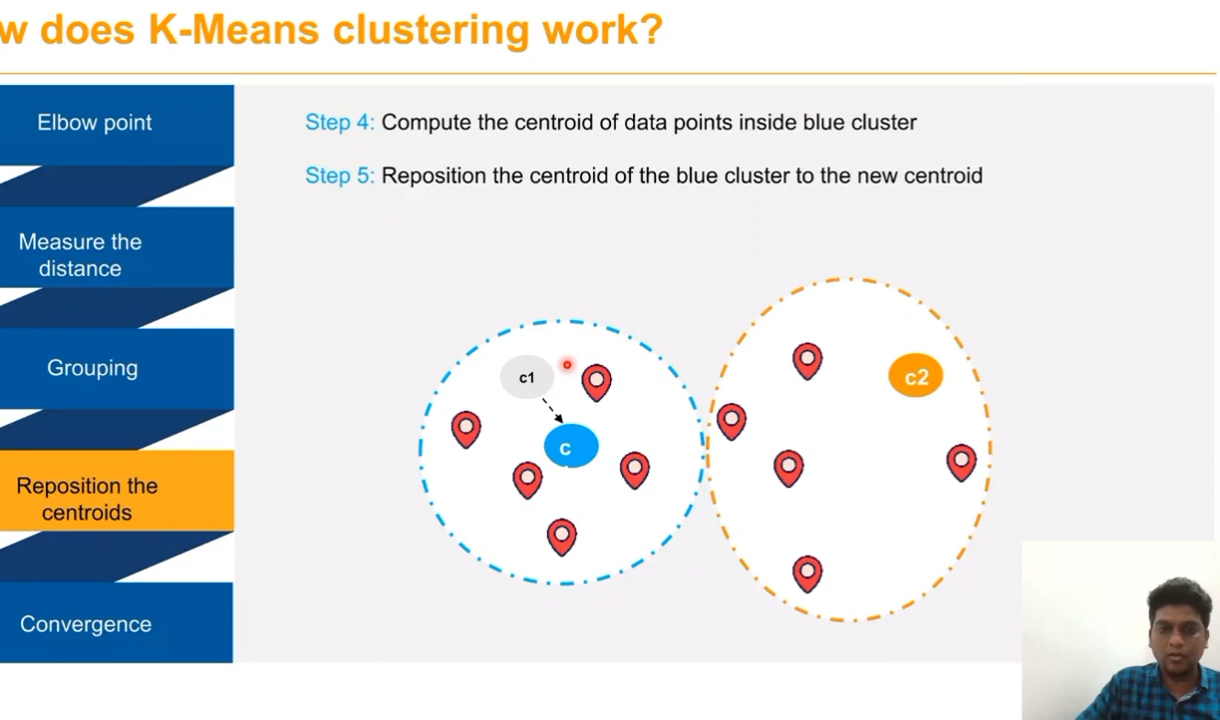 w does K-Means clustering work?
Elbow point
Step 4: Compute the centroid of data points inside blue cluster
Step 5: Reposition the centroid of the blue cluster to the new centroid
Measure the
distance
Grouping
Reposition the
centroids
Convergence
c1
c
c2